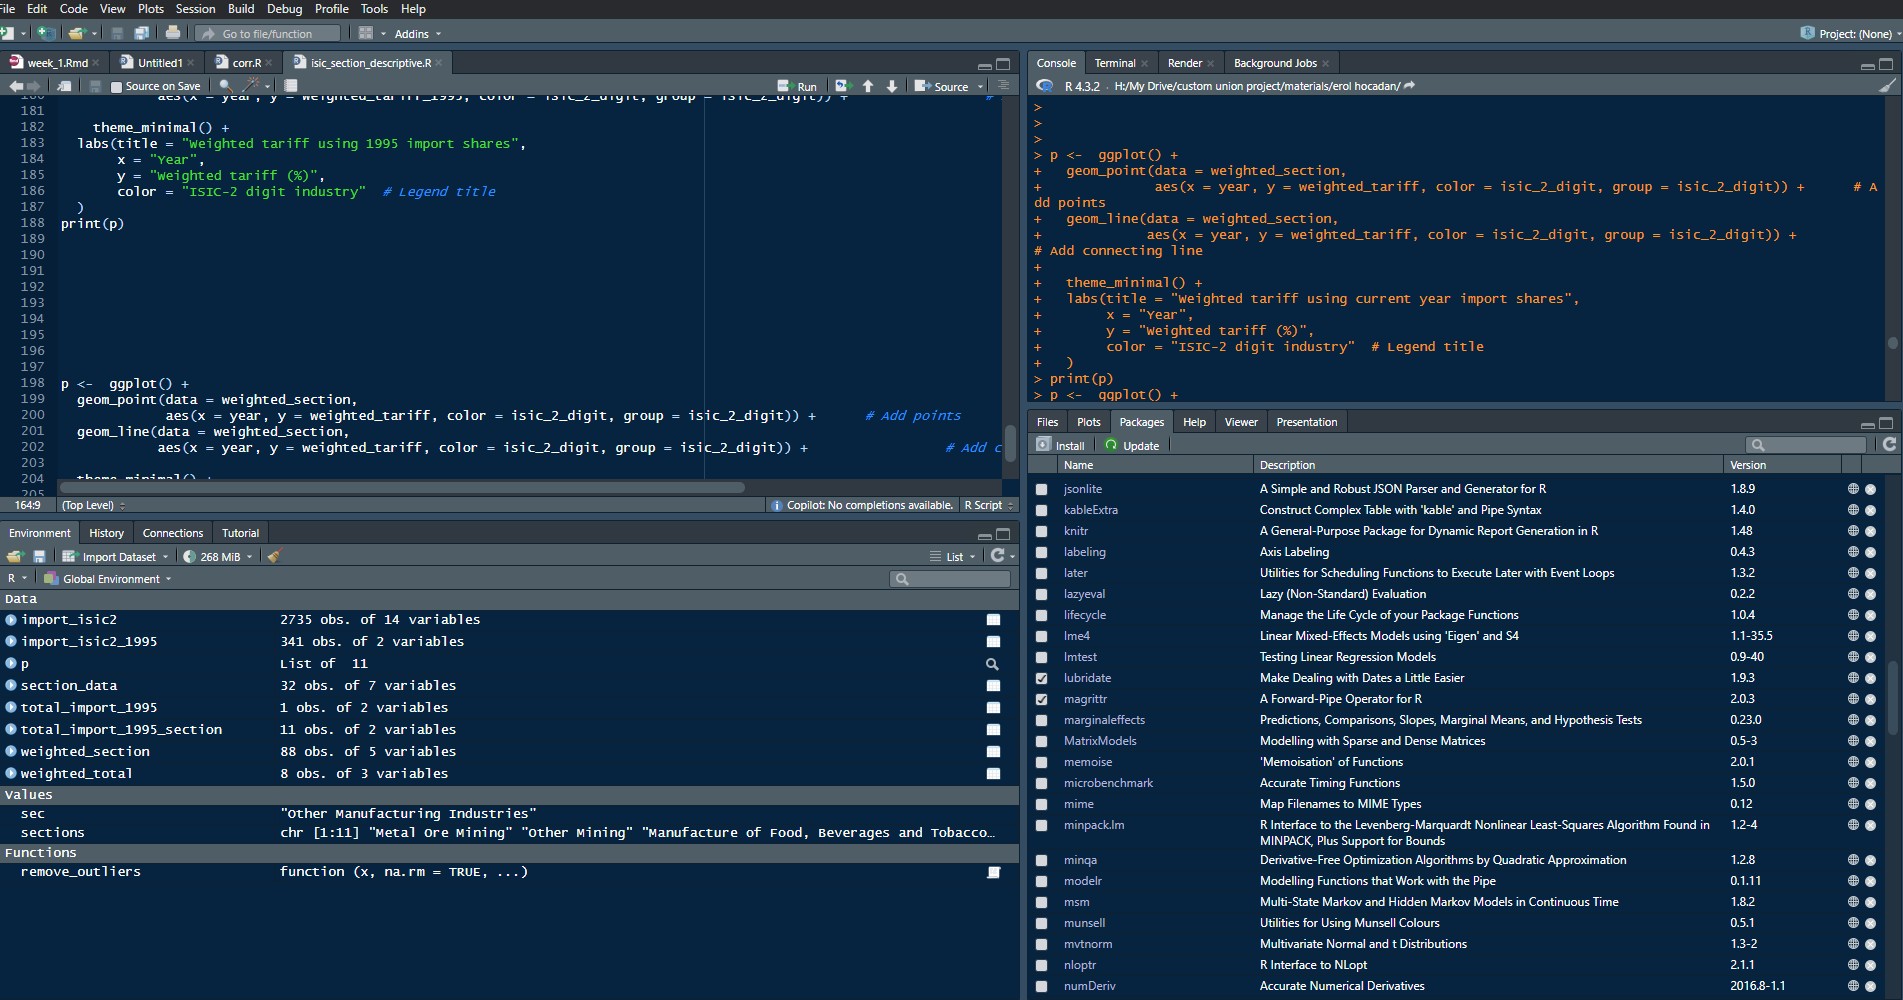 File Edit Code View Plots Session Build Debug Profile Tools Help
Go to file/function Addins Project: (None)
week_1.Rmd Untitled1 corr.R isic_section_descriptive.R
Source on Save Run Source
180 aes(x = year, y = weighted_tariff_1995, color = isic_2_digit, group = isic_2_digit)) + #
181
182 theme_minimal() +
183 labs(title = "Weighted tariff using 1995 import shares",
184 x = "Year",
185 y = "Weighted tariff (%)",
186 color = "ISIC-2 digit industry" # Legend title
187 )
188 print(p)
189
190
191
192
193
194
195
196
197
198 p <- ggplot() +
199 geom_point(data = weighted_section,
200 aes(x = year, y = weighted_tariff, color = isic_2_digit, group = isic_2_digit)) + # Add points
201 geom_line(data = weighted_section,
202 aes(x = year, y = weighted_tariff, color = isic_2_digit, group = isic_2_digit)) + # Add c
203
204 theme_minimal() +
205
164:9 (Top Level) Copilot: No completions available. R Script
Environment History Connections Tutorial
Import Dataset 268 MiB List
R Global Environment
Data
import_isic2 2735 obs. of 14 variables
import_isic2_1995 341 obs. of 2 variables
p List of 11
section_data 32 obs. of 7 variables
total_import_1995 1 obs. of 2 variables
total_import_1995_section 11 obs. of 2 variables
weighted_section 88 obs. of 5 variables
weighted_total 8 obs. of 3 variables
Values
sec "Other Manufacturing Industries"
sections chr [1:11] "Metal Ore Mining" "Other Mining" "Manufacture of Food, Beverages and Tobacco…
Functions
remove_outliers function (x, na.rm = TRUE, ...)
Console Terminal Render Background Jobs
R 4.3.2 · H:/My Drive/custom union project/materials/erol hocadan/
>
>
>
> p <- ggplot() +
+ geom_point(data = weighted_section,
+ aes(x = year, y = weighted_tariff, color = isic_2_digit, group = isic_2_digit)) + # A
dd points
+ geom_line(data = weighted_section,
+ aes(x = year, y = weighted_tariff, color = isic_2_digit, group = isic_2_digit)) +
# Add connecting line
+
+ theme_minimal() +
+ labs(title = "Weighted tariff using current year import shares",
+ x = "Year",
+ y = "Weighted tariff (%)",
+ color = "ISIC-2 digit industry" # Legend title
+ )
> print(p)
> p <- ggplot() +
Files Plots Packages Help Viewer Presentation
Install Update
Name Description Version
jsonlite A Simple and Robust JSON Parser and Generator for R 1.8.9
kableExtra Construct Complex Table with 'kable' and Pipe Syntax 1.4.0
knitr A General-Purpose Package for Dynamic Report Generation in R 1.48
labeling Axis Labeling 0.4.3
later Utilities for Scheduling Functions to Execute Later with Event Loops 1.3.2
lazyeval Lazy (Non-Standard) Evaluation 0.2.2
lifecycle Manage the Life Cycle of your Package Functions 1.0.4
lme4 Linear Mixed-Effects Models using 'Eigen' and S4 1.1-35.5
lmtest Testing Linear Regression Models 0.9-40
lubridate Make Dealing with Dates a Little Easier 1.9.3
magrittr A Forward-Pipe Operator for R 2.0.3
marginaleffects Predictions, Comparisons, Slopes, Marginal Means, and Hypothesis Tests 0.23.0
MatrixModels Modelling with Sparse and Dense Matrices 0.5-3
memoise 'Memoisation' of Functions 2.0.1
microbenchmark Accurate Timing Functions 1.5.0
mime Map Filenames to MIME Types 0.12
minpack.lm R Interface to the Levenberg-Marquardt Nonlinear Least-Squares Algorithm Found in 1.2-4
MINPACK, Plus Support for Bounds
minqa Derivative-Free Optimization Algorithms by Quadratic Approximation 1.2.8
modelr Modelling Functions that Work with the Pipe 0.1.11
msm Multi-State Markov and Hidden Markov Models in Continuous Time 1.8.2
munsell Utilities for Using Munsell Colours 0.5.1
mvtnorm Multivariate Normal and t Distributions 1.3-2
nloptr R Interface to NLopt 2.1.1
numDeriv Accurate Numerical Derivatives 2016.8-1.1